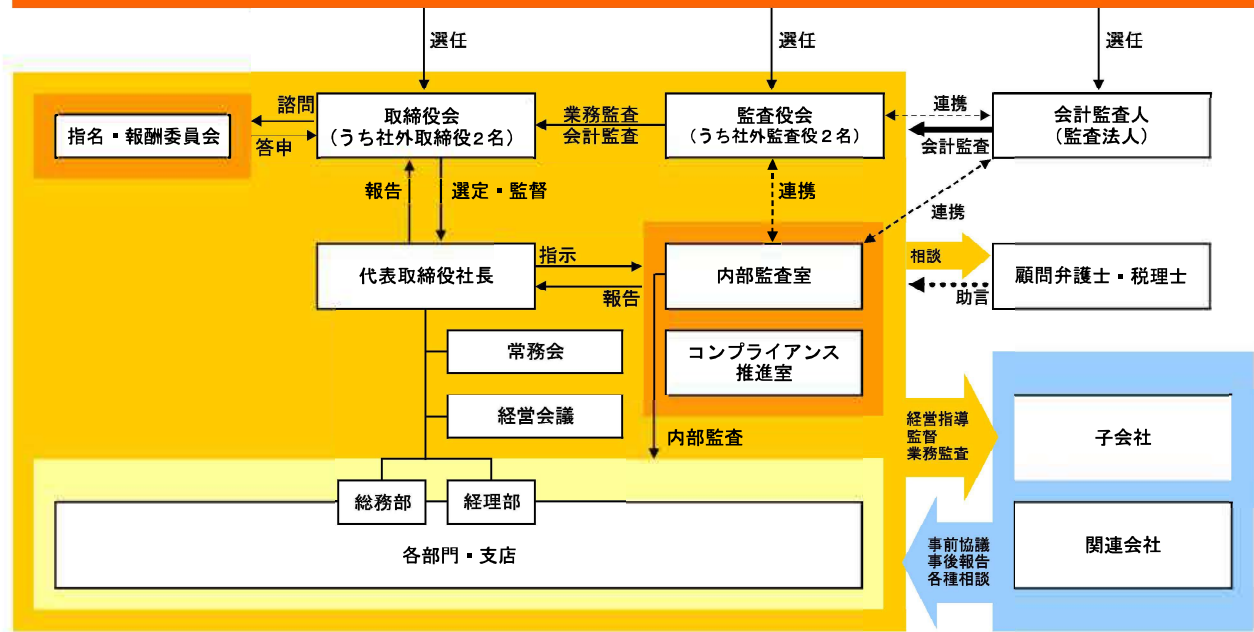 選任
選任
選任
指名・報酬委員会
諮問
答申
取締役会
（うち社外取締役２名）
業務監査
会計監査
監査役会
（うち社外監査役２名）
連携
会計監査
会計監査人
（監査法人）
報告
選定・監督
連携
連携
代表取締役社長
指示
報告
内部監査室
相談
助言
顧問弁護士・税理士
常務会
コンプライアンス
推進室
経営会議
内部監査
経営指導
監督
業務監査
子会社
総務部
経理部
各部門・支店
事前協議
事後報告
各種相談
関連会社